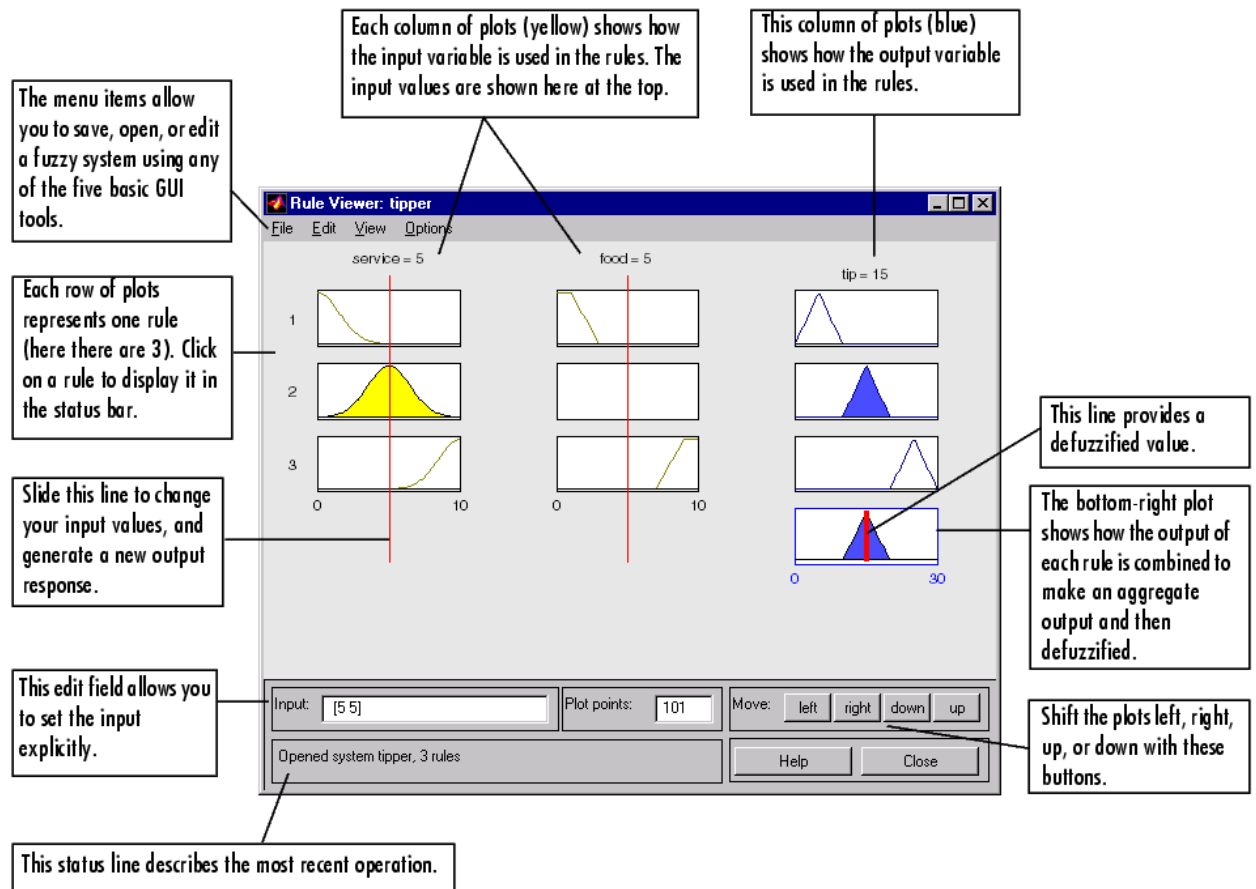 Each column of plots (yellow) shows how
the input variable is used in the rules. The
input values are shown here at the top.
This column of plots (blue)
shows how the output variable
is used in the rules.
The menu items allow
you to save, open, or edit
a fuzzy system using any
of the five basic GUI
tools.
Rule Viewer: tipper
File Edit View Options
service = 5
food = 5
tip = 15
Each row of plots
represents one rule
(here there are 3). Click
on a rule to display it in
the status bar.
1
2
3
0
10
0
10
0
30
This line provides a
defuzzified value.
Slide this line to change
your input values, and
generate a new output
response.
The bottom-right plot
shows how the output of
each rule is combined to
make an aggregate
output and then
defuzzified.
This edit field allows you
to set the input
explicitly.
Input: [5 5]
Plot points: 101
Move: left right down up
Shift the plots left, right,
up, or down with these
buttons.
Opened system tipper, 3 rules
Help
Close
This status line describes the most recent operation.